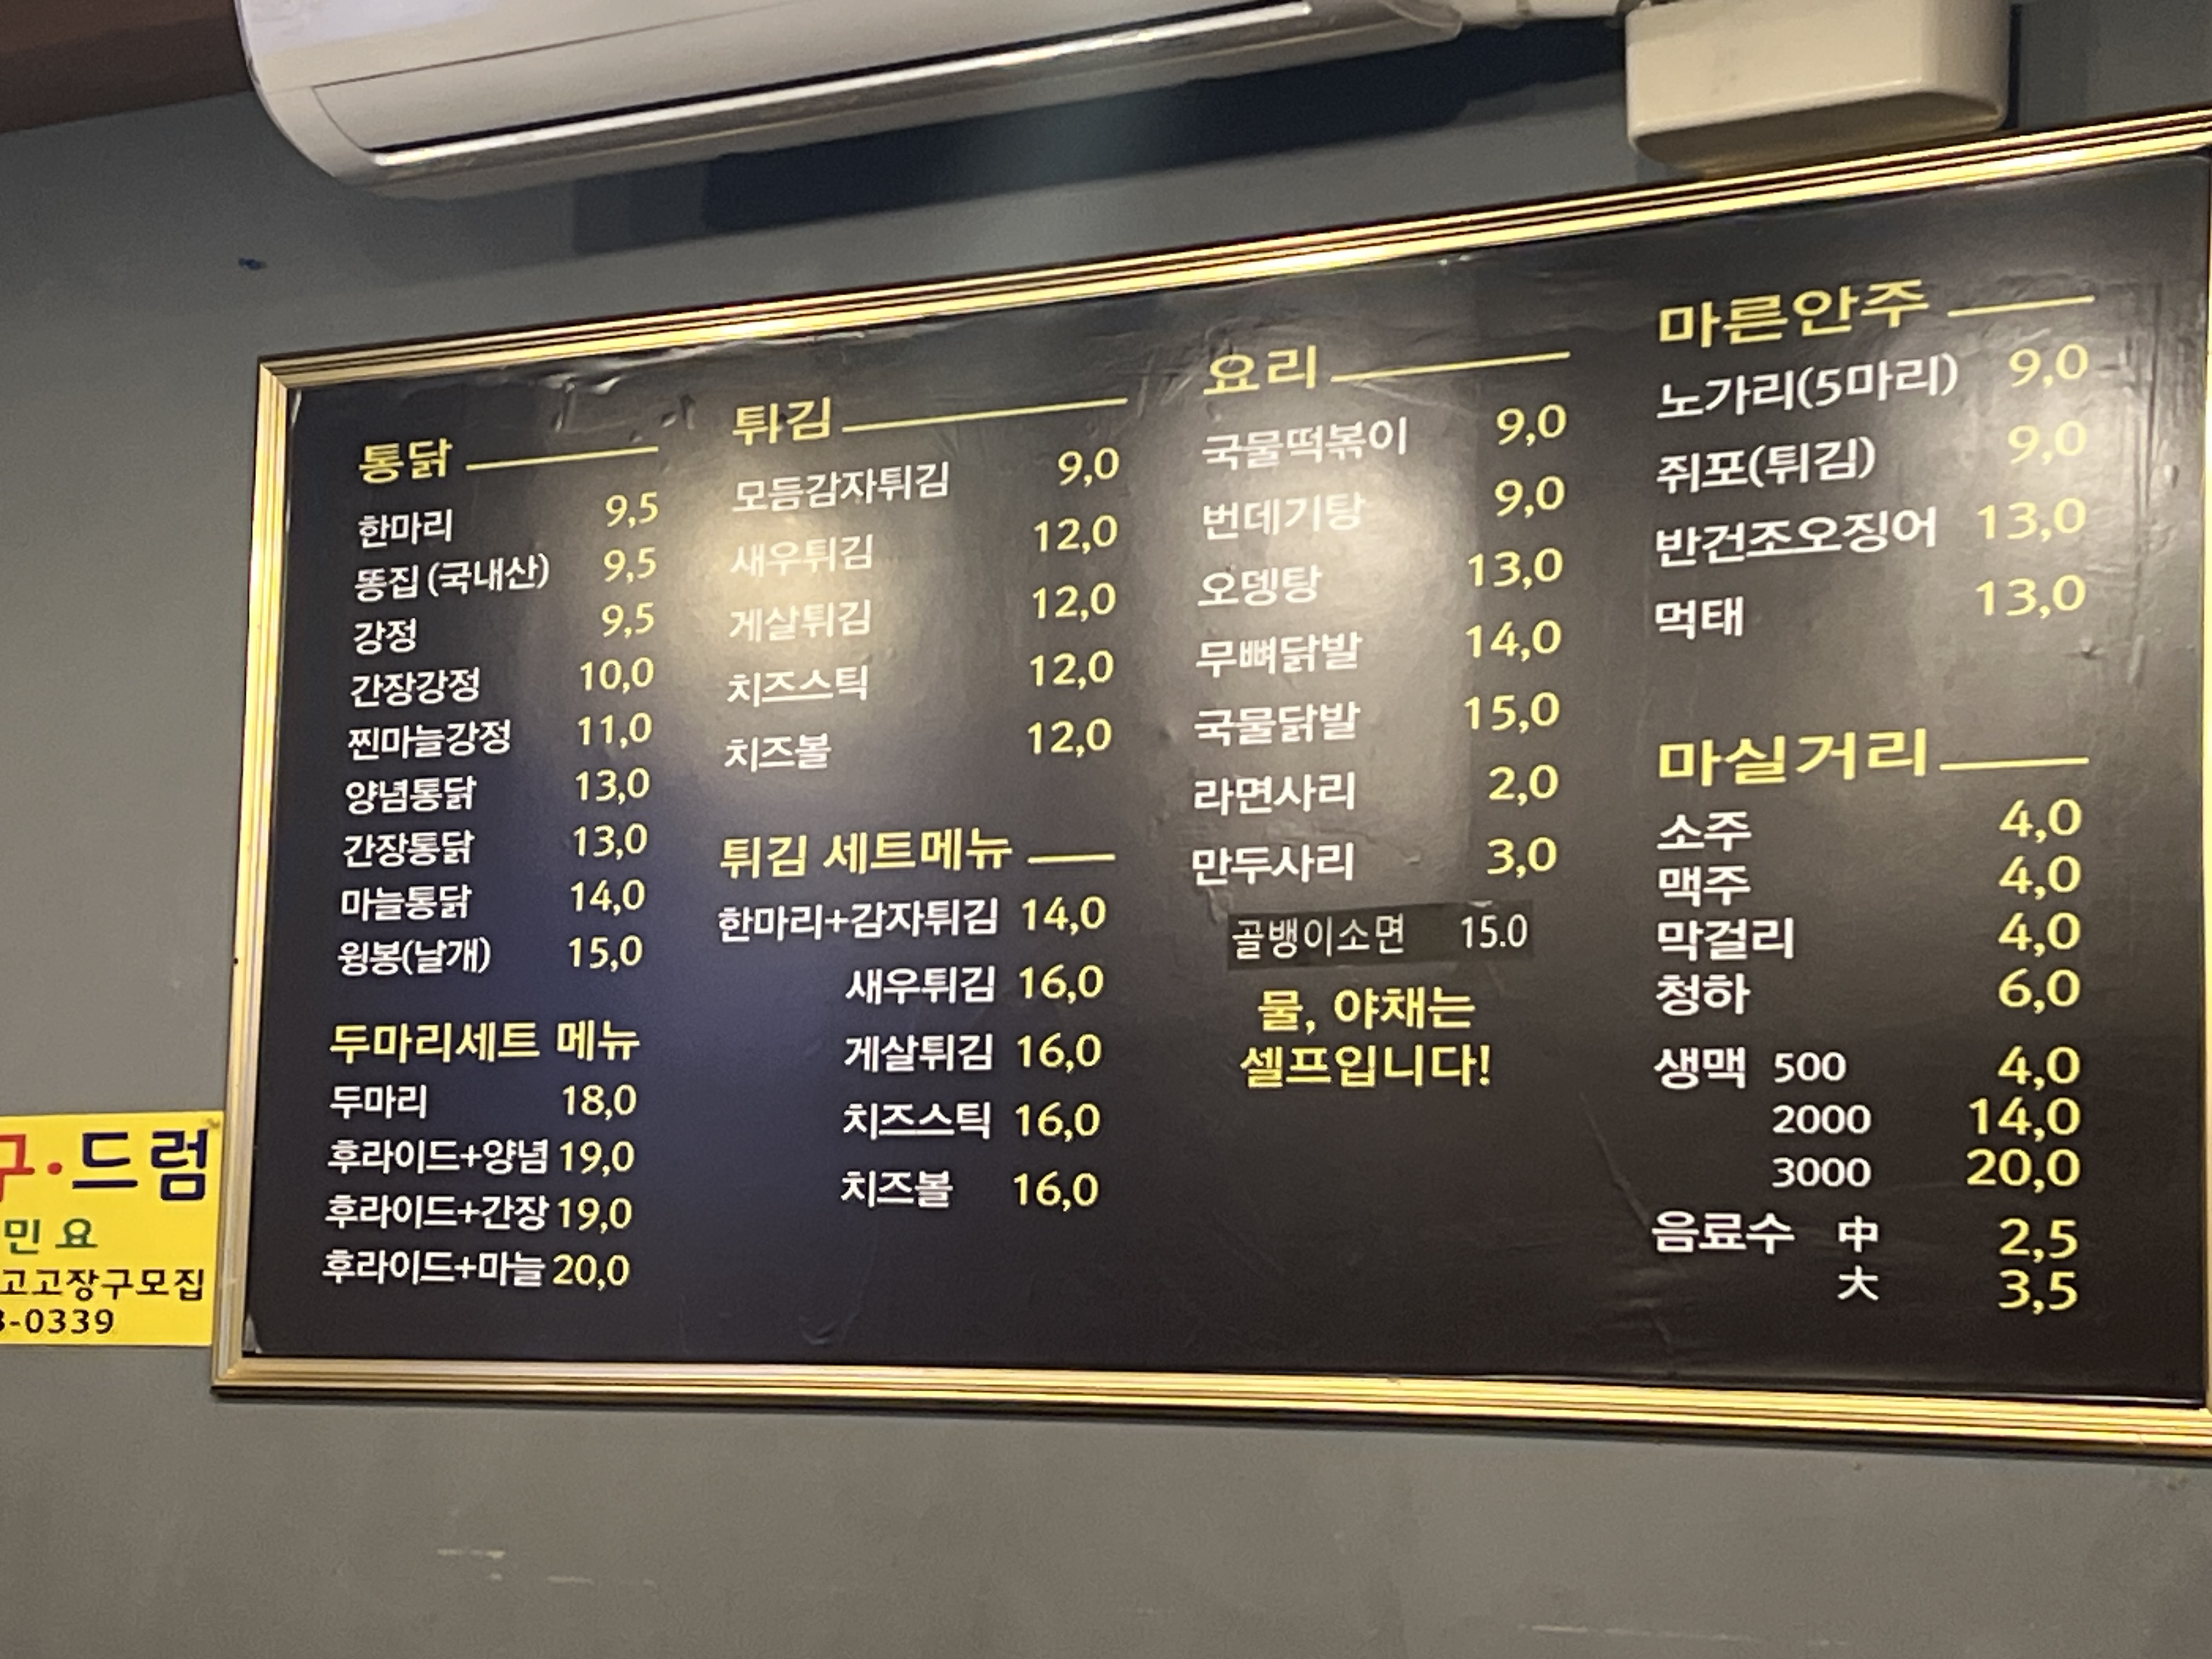 통닭
한마리 9,5
똥집 (국내산) 9,5
강정 9,5
간장강정 10,0
찐마늘강정 11,0
양념통닭 13,0
간장통닭 13,0
마늘통닭 14,0
윙봉(날개) 15,0
두마리세트 메뉴
두마리 18,0
후라이드+양념 19,0
후라이드+간장 19,0
후라이드+마늘 20,0
튀김
모듬감자튀김 9,0
새우튀김 12,0
게살튀김 12,0
치즈스틱 12,0
치즈볼 12,0
튀김 세트메뉴
한마리+감자튀김 14,0
새우튀김 16,0
게살튀김 16,0
치즈스틱 16,0
치즈볼 16,0
요리
국물떡볶이 9,0
번데기탕 9,0
오뎅탕 13,0
무뼈닭발 14,0
국물닭발 15,0
라면사리 2,0
만두사리 3,0
골뱅이소면 15.0
물, 야채는
셀프입니다!
마른안주
노가리(5마리) 9,0
쥐포(튀김) 9,0
반건조오징어 13,0
먹태 13,0
마실거리
소주 4,0
맥주 4,0
막걸리 4,0
청하 6,0
생맥 500 4,0
2000 14,0
3000 20,0
음료수 中 2,5
大 3,5
구·드럼
민요
고고장구모집
3-0339